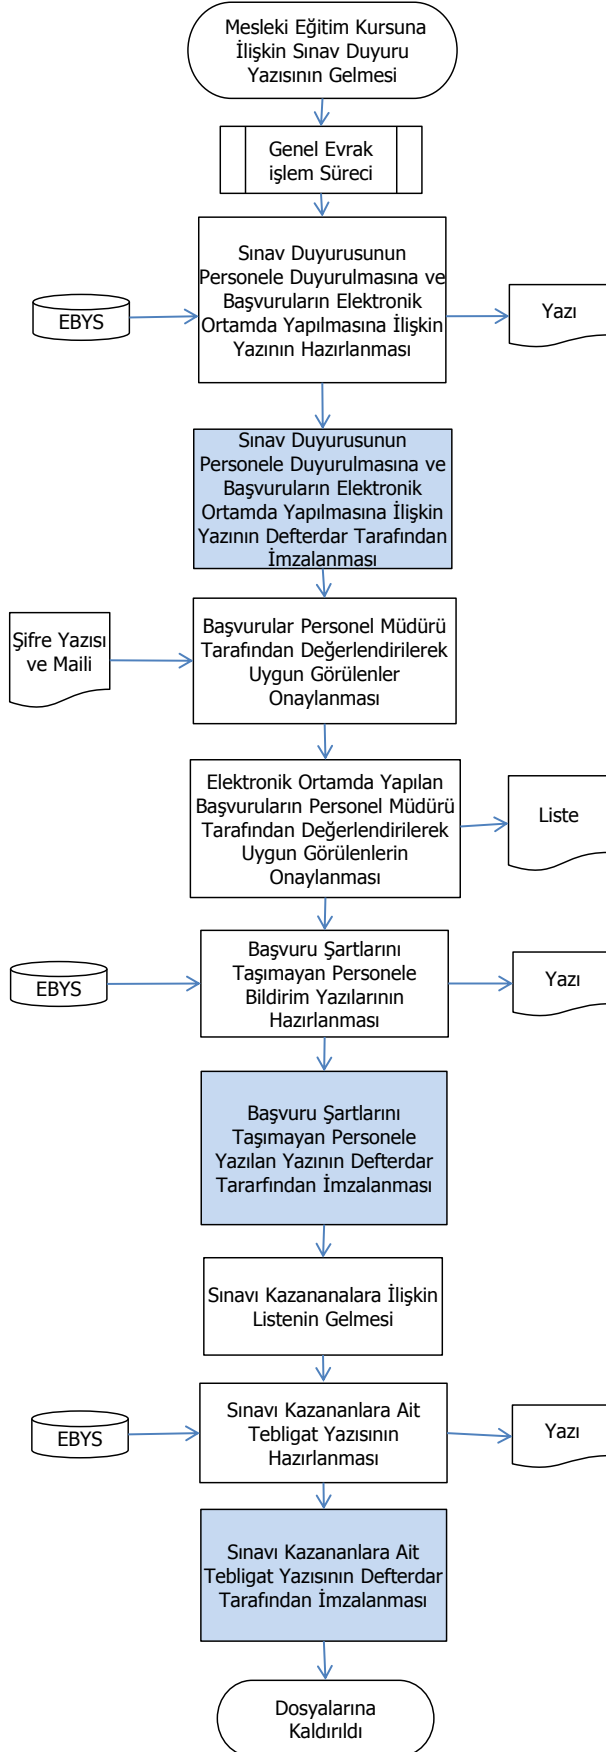 Mesleki Eğitim Kursuna
İlişkin Sınav Duyuru
Yazısının Gelmesi
Genel Evrak
işlem Süreci
Sınav Duyurusunun
Personele Duyurulmasına ve
Başvuruların Elektronik
Ortamda Yapılmasına İlişkin
Yazının Hazırlanması
EBYS
Yazı
Sınav Duyurusunun
Personele Duyurulmasına ve
Başvuruların Elektronik
Ortamda Yapılmasına İlişkin
Yazının Defterdar Tarafından
İmzalanması
Şifre Yazısı
ve Maili
Başvurular Personel Müdürü
Tarafından Değerlendirilerek
Uygun Görülenler
Onaylanması
Elektronik Ortamda Yapılan
Başvuruların Personel Müdürü
Tarafından Değerlendirilerek
Uygun Görülenlerin
Onaylanması
Liste
Başvuru Şartlarını
Taşımayan Personele
Bildirim Yazılarının
Hazırlanması
EBYS
Yazı
Başvuru Şartlarını
Taşımayan Personele
Yazılan Yazının Defterdar
Tararfından İmzalanması
Sınavı Kazananalara İlişkin
Listenin Gelmesi
Sınavı Kazananlara Ait
Tebligat Yazısının
Hazırlanması
EBYS
Yazı
Sınavı Kazananlara Ait
Tebligat Yazısının Defterdar
Tarafından İmzalanması
Dosyalarına
Kaldırıldı